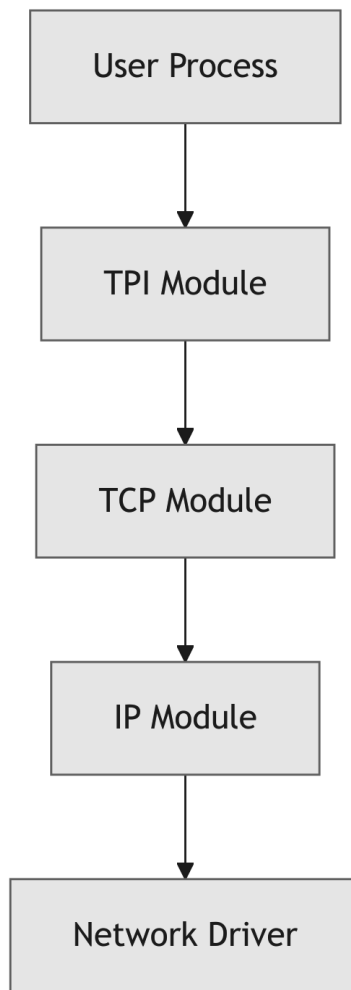 User Process
TPI Module
TCP Module
IP Module
Network Driver